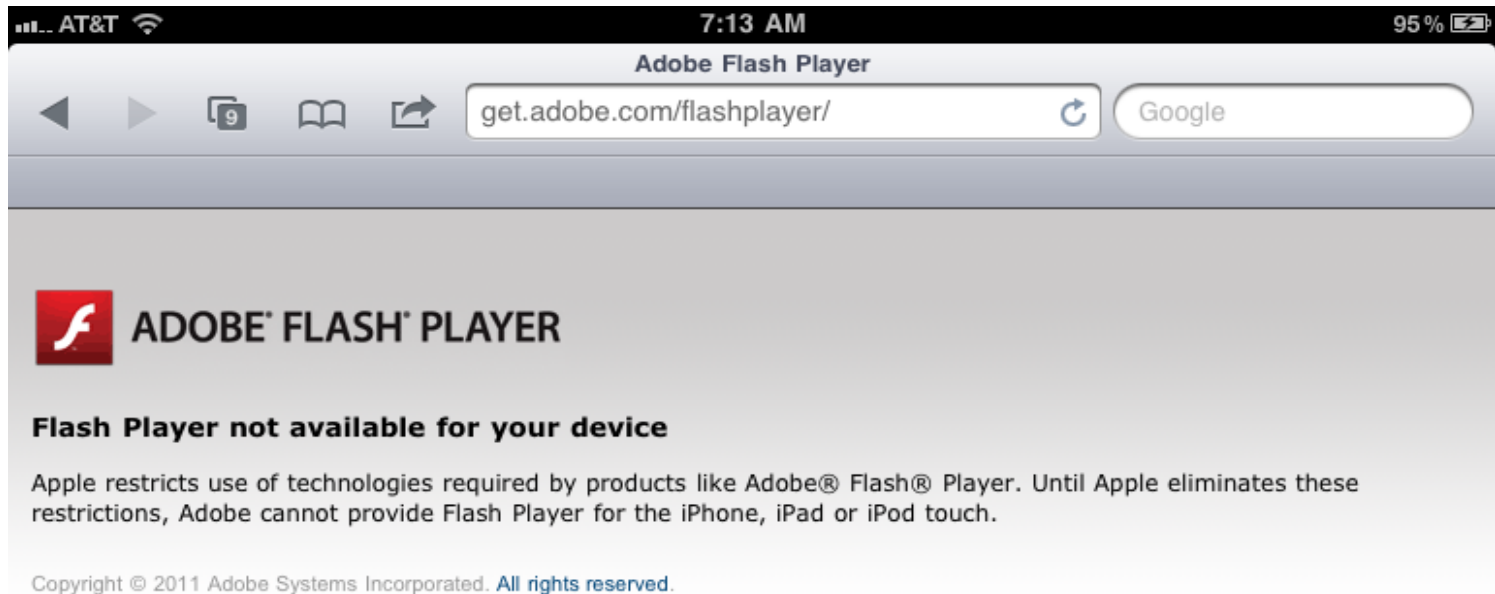 AT&T 7:13 AM 95%
Adobe Flash Player
9 get.adobe.com/flashplayer/ Google
ADOBE® FLASH® PLAYER
Flash Player not available for your device
Apple restricts use of technologies required by products like Adobe® Flash® Player. Until Apple eliminates these
restrictions, Adobe cannot provide Flash Player for the iPhone, iPad or iPod touch.
Copyright © 2011 Adobe Systems Incorporated. All rights reserved.